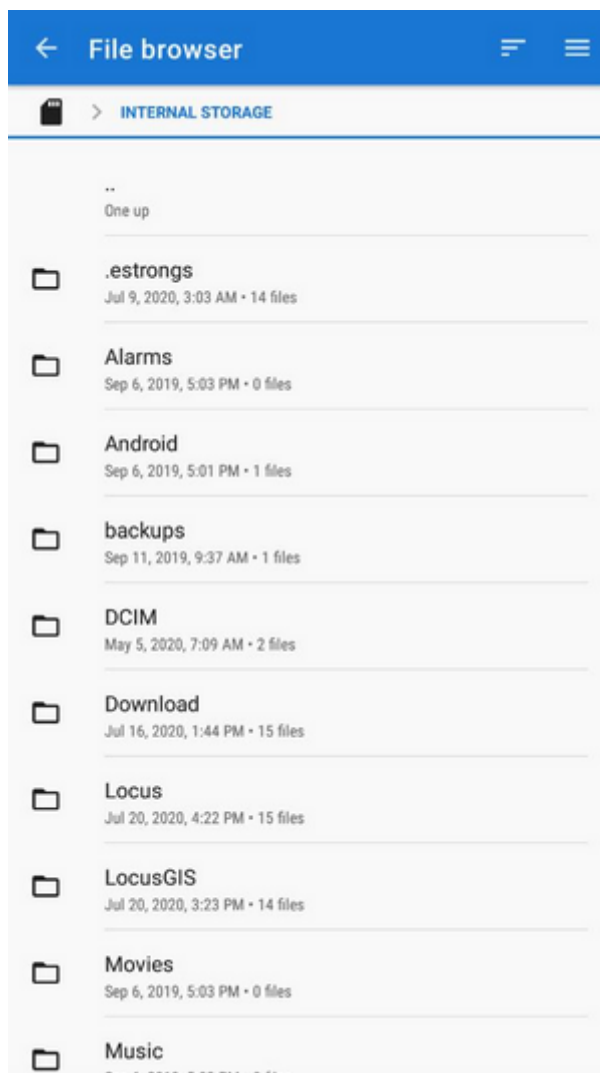 File browser
INTERNAL STORAGE
..
One up
.estrongs
Jul 9, 2020, 3:03 AM • 14 files
Alarms
Sep 6, 2019, 5:03 PM • 0 files
Android
Sep 6, 2019, 5:01 PM • 1 files
backups
Sep 11, 2019, 9:37 AM • 1 files
DCIM
May 5, 2020, 7:09 AM • 2 files
Download
Jul 16, 2020, 1:44 PM • 15 files
Locus
Jul 20, 2020, 4:22 PM • 15 files
LocusGIS
Jul 20, 2020, 3:23 PM • 14 files
Movies
Sep 6, 2019, 5:03 PM • 0 files
Music